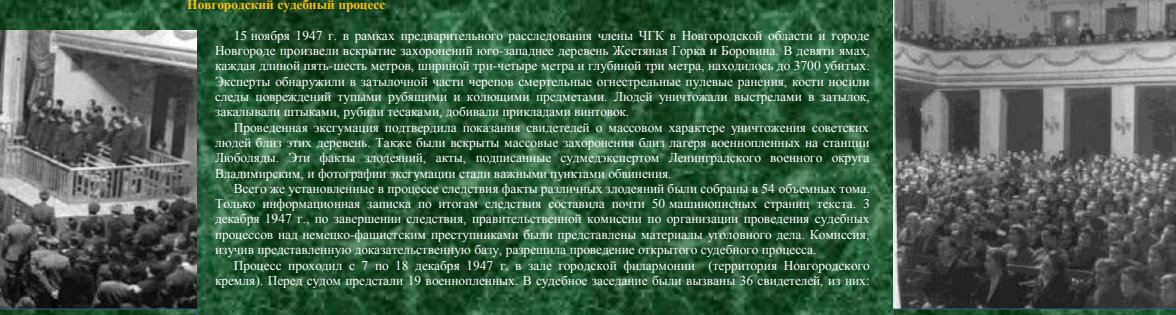 Новгородский судебный процесс
15 ноября 1947 г. в рамках предварительного расследования члены ЧГК в Новгородской области и городе
Новгороде произвели вскрытие захоронений юго-западнее деревень Жестяная Горка и Боровина. В девяти ямах,
каждая длиной пять-шесть метров, шириной три-четыре метра и глубиной три метра, находилось до 3700 убитых.
Эксперты обнаружили в затылочной части черепов смертельные огнестрельные пулевые ранения, кости носили
следы повреждений тупыми рубящими и колющими предметами. Людей уничтожали выстрелами в затылок,
закалывали штыками, рубили тесаками, добивали прикладами винтовок.
Проведенная эксгумация подтвердила показания свидетелей о массовом характере уничтожения советских
людей близ этих деревень. Также были вскрыты массовые захоронения близ лагеря военнопленных на станции
Люболяды. Эти факты злодеяний, акты, подписанные судмедэкспертом Ленинградского военного округа
Владимирским, и фотографии эксгумации стали важными пунктами обвинения.
Всего же установленные в процессе следствия факты различных злодеяний были собраны в 54 объемных тома.
Только информационная записка по итогам следствия составила почти 50 машинописных страниц текста. 3
декабря 1947 г., по завершении следствия, правительственной комиссии по организации проведения судебных
процессов над немецко-фашистским преступниками были представлены материалы уголовного дела. Комиссия,
изучив представленную доказательственную базу, разрешила проведение открытого судебного процесса.
Процесс проходил с 7 по 18 декабря 1947 г. в зале городской филармонии (территория Новгородского
кремля). Перед судом предстали 19 военнопленных. В судебное заседание были вызваны 36 свидетелей, из них: